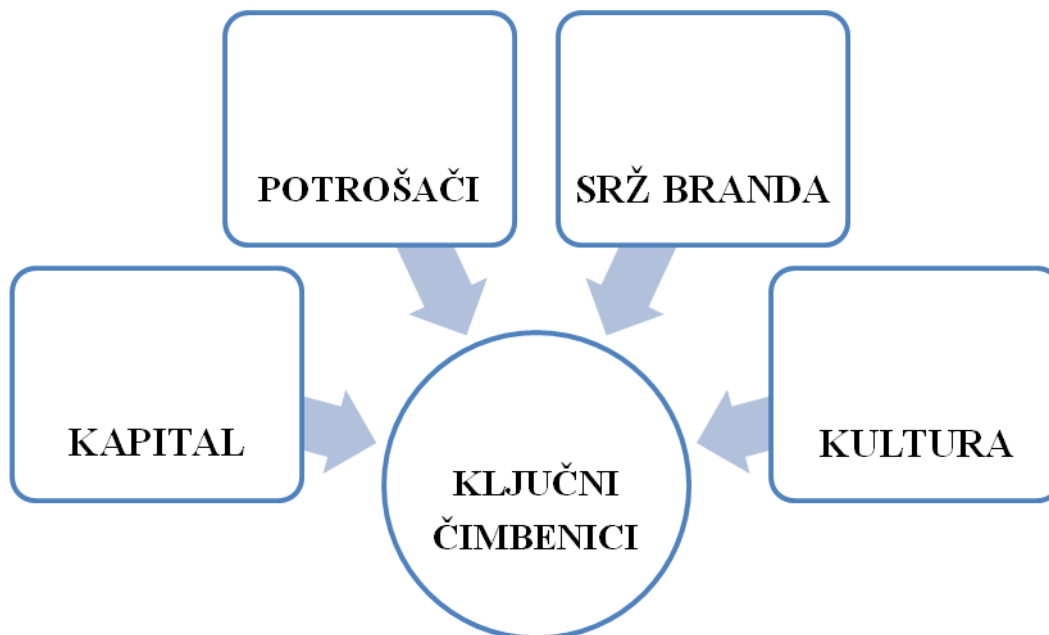 POTROŠAČI
SRŽ BRANDA
KAPITAL
KULTURA
KLJUČNI
ČIMBENICI